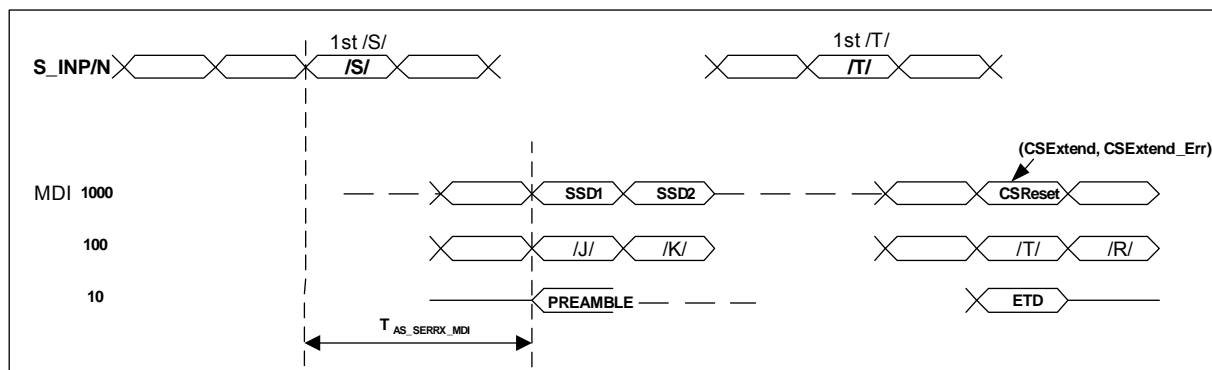 1st /S/ 1st /T/
S_INP/N /S/ /T/
(CSExtend, CSExtend_Err)
MDI 1000 SSD1 SSD2 CSReset
100 /J/ /K/ /T/ /R/
10 PREAMBLE ETD
T AS_SERRX_MDI